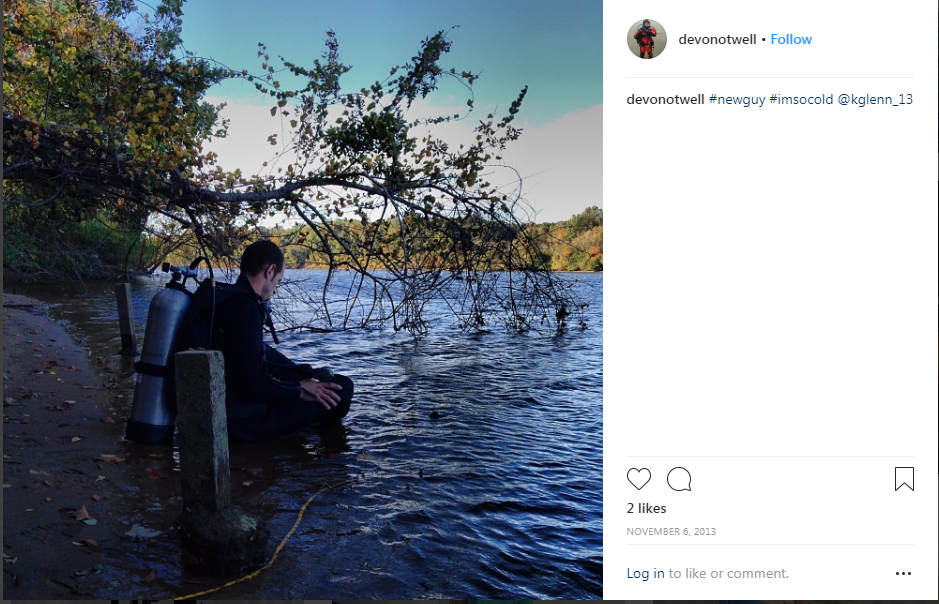 devonotwell • Follow
devonotwell #newguy #imsocold @kglenn_13
2 likes
NOVEMBER 6, 2013
Log in to like or comment.